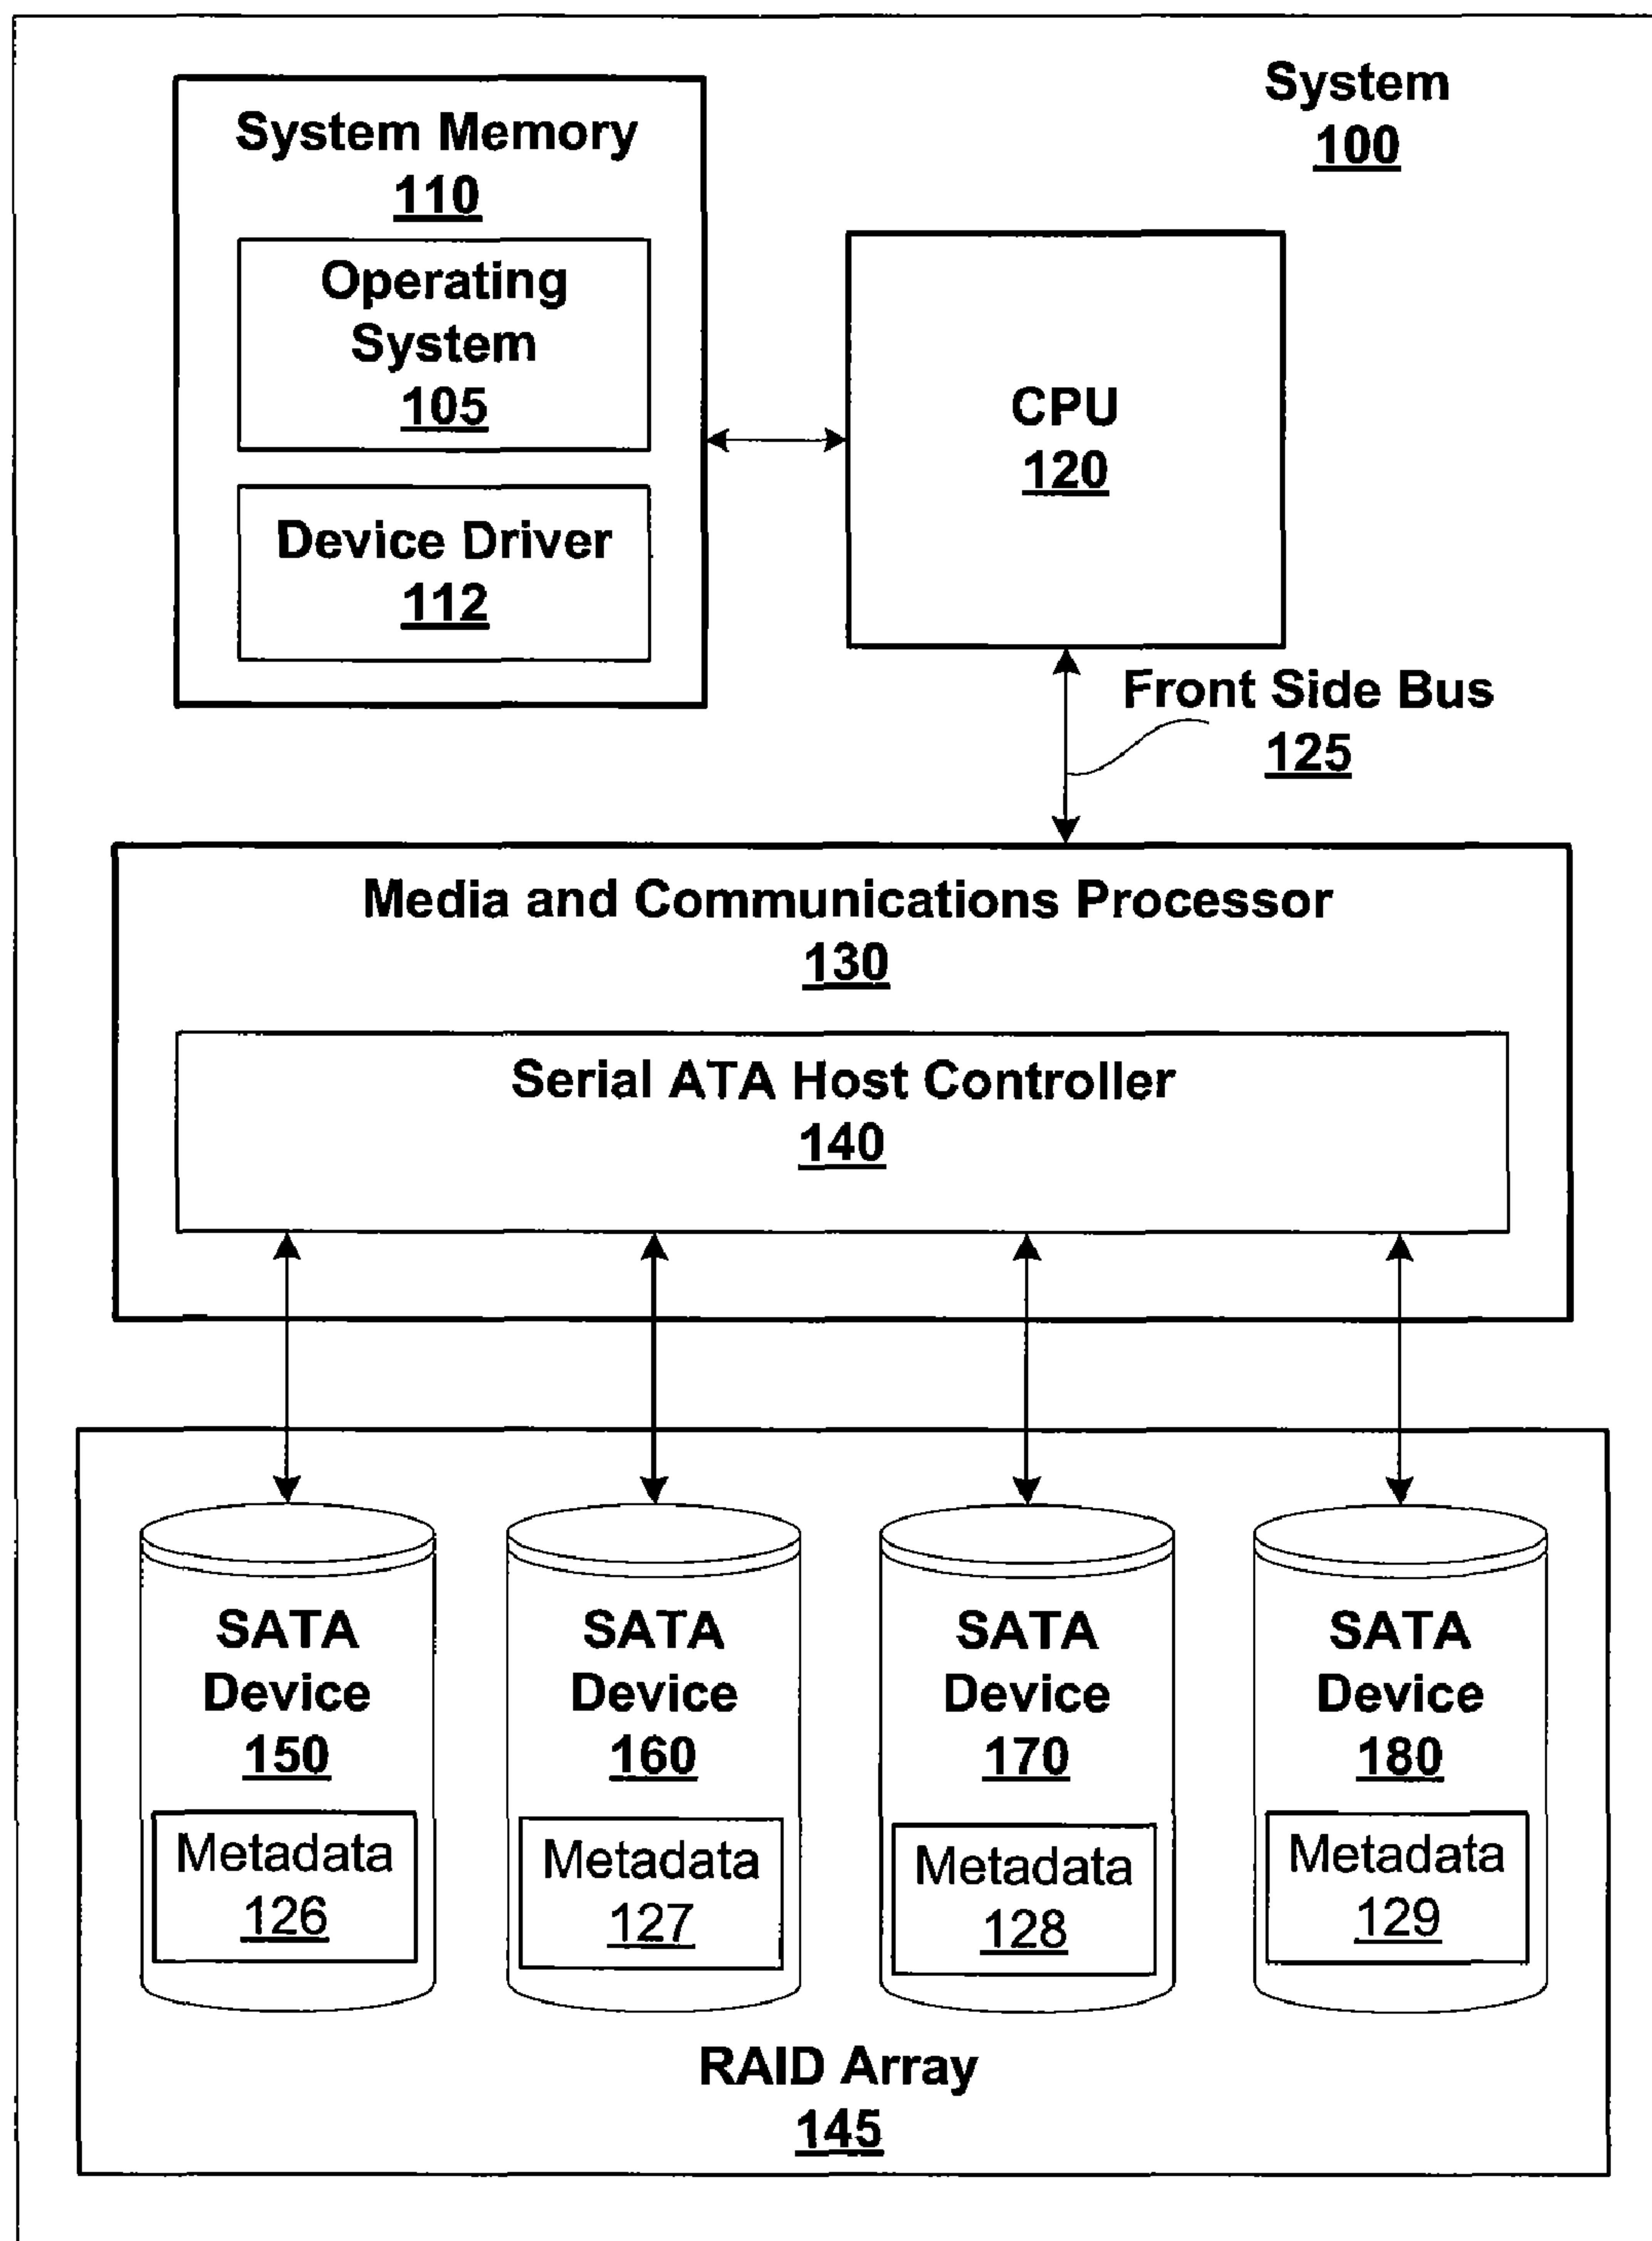 System
100
System Memory
110
Operating
System
105
Device Driver
112
CPU
120
Front Side Bus
125
Media and Communications Processor
130
Serial ATA Host Controller
140
SATA
Device
150
Metadata
126
SATA
Device
160
Metadata
127
SATA
Device
170
Metadata
128
SATA
Device
180
Metadata
129
RAID Array
145